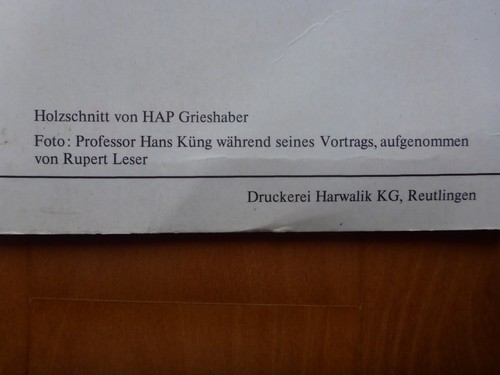 Holzschnitt von HAP Grieshaber
Foto: Professor Hans Küng während seines Vortrags, aufgenommen
von Rupert Leser
Druckerei Harwalik KG, Reutlingen